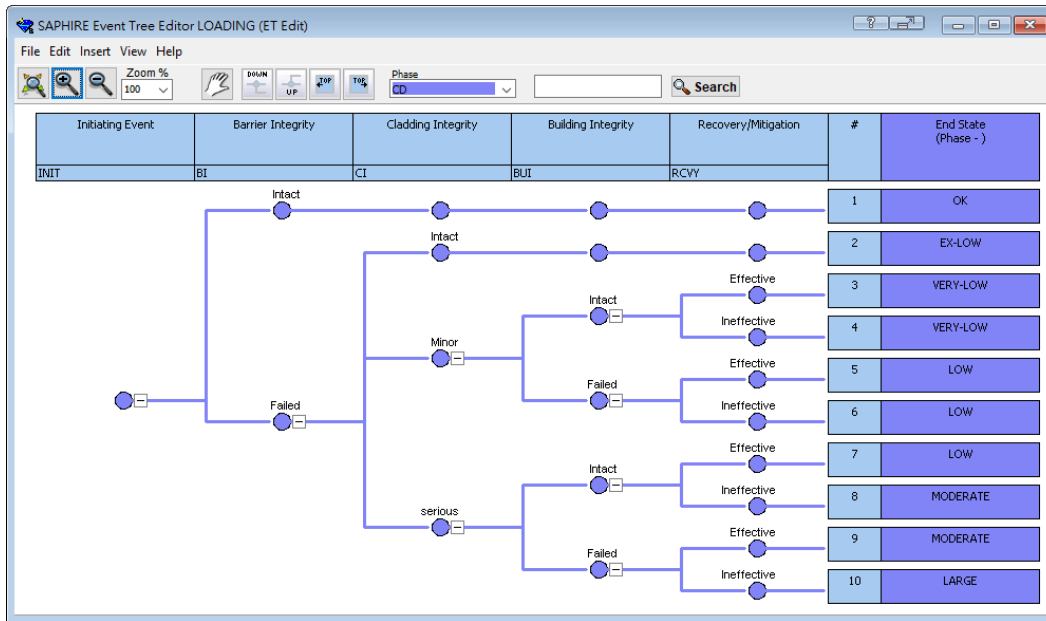 SAPHIRE Event Tree Editor LOADING (ET Edit)
File Edit Insert View Help
Zoom %
100
DOWN
UP
TOP
TOP
Phase
CD
Search
Initiating Event
Barrier Integrity
Cladding Integrity
Building Integrity
Recovery/Mitigation
#
End State
(Phase - )
INIT
BI
CI
BUI
RCVY
Intact
1
OK
Intact
2
EX-LOW
Effective
3
VERY-LOW
Intact
Ineffective
4
VERY-LOW
Minor
Effective
5
LOW
Failed
Ineffective
6
LOW
Failed
Effective
7
LOW
Intact
Ineffective
8
MODERATE
serious
Effective
9
MODERATE
Failed
Ineffective
10
LARGE